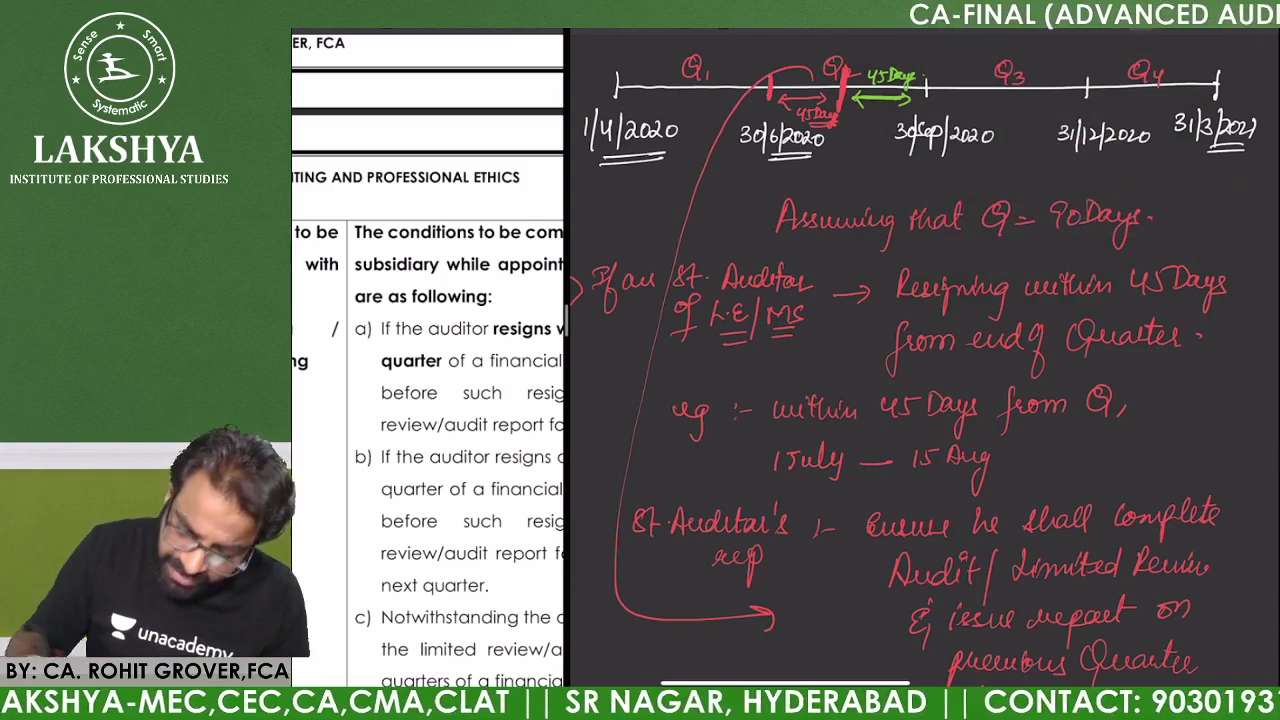 CA-FINAL (ADVANCED AUDI
Sense
Smart
Systematic
LAKSHYA
INSTITUTE OF PROFESSIONAL STUDIES
ER, FCA
NTING AND PROFESSIONAL ETHICS
to be
with
/
ng
The conditions to be com
subsidiary while appoint
are as following:
a) If the auditor resigns w
quarter of a financial
before such resig
review/audit report fo
b) If the auditor resigns a
quarter of a financial
before such resig
review/audit report fo
next quarter.
c) Notwithstanding the c
the limited review/a
quarters of a financia
Q1 Q 45 Days Q3 Q4
45 Days
1/4/2020 30/6/2020 30/Sep/2020 31/12/2020 31/3/2021
Assuming that Q = 90 Days.
If an St. Auditor → Resigning within 45 Days
of L.E/MS from end of Quarter.
eg :- within 45 Days from Q1
1 July — 15 Aug
St. Auditor's :- ensure he shall complete
rep Audit/Limited Review
& issue report on
previous Quarter
unacademy
BY: CA. ROHIT GROVER,FCA
AKSHYA-MEC,CEC,CA,CMA,CLAT || SR NAGAR, HYDERABAD || CONTACT: 9030193